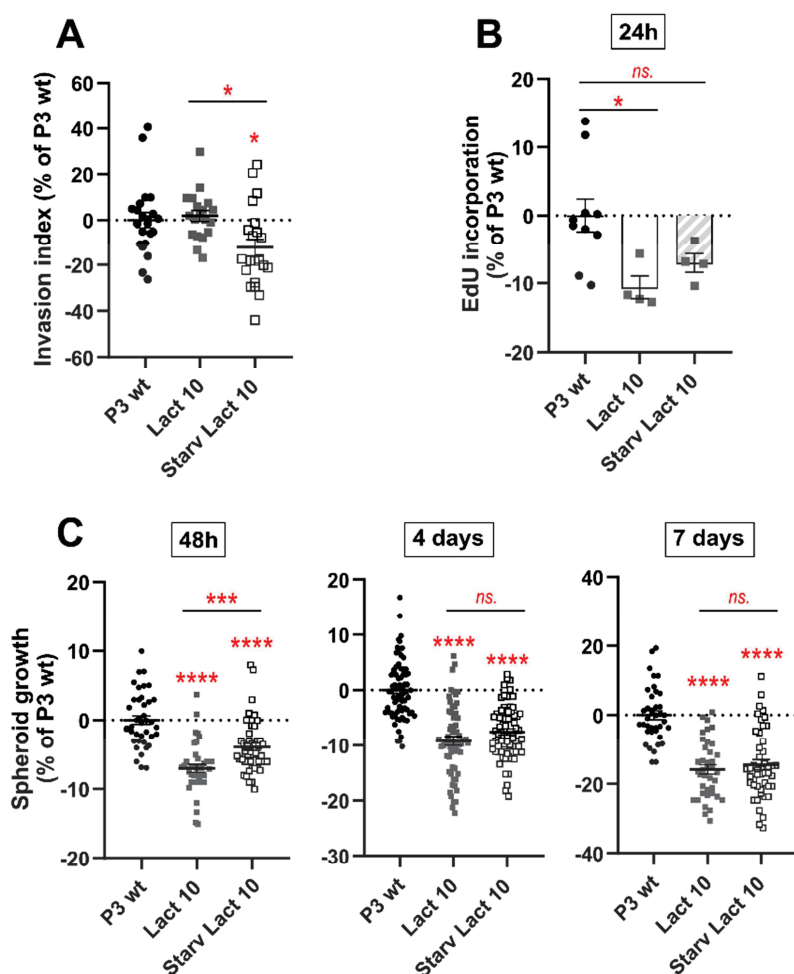 A
Invasion index (% of P3 wt)
60
40
20
0
-20
-40
-60
*
*
P3 wt
Lact 10
Starv Lact 10
B
24h
EdU incorporation
(% of P3 wt)
20
10
0
-10
-20
ns.
*
P3 wt
Lact 10
Starv Lact 10
C
48h
Spheroid growth
(% of P3 wt)
20
10
0
-10
-20
***
****
****
P3 wt
Lact 10
Starv Lact 10
4 days
20
10
0
-10
-20
-30
ns.
****
****
P3 wt
Lact 10
Starv Lact 10
7 days
40
20
0
-20
-40
ns.
****
****
P3 wt
Lact 10
Starv Lact 10